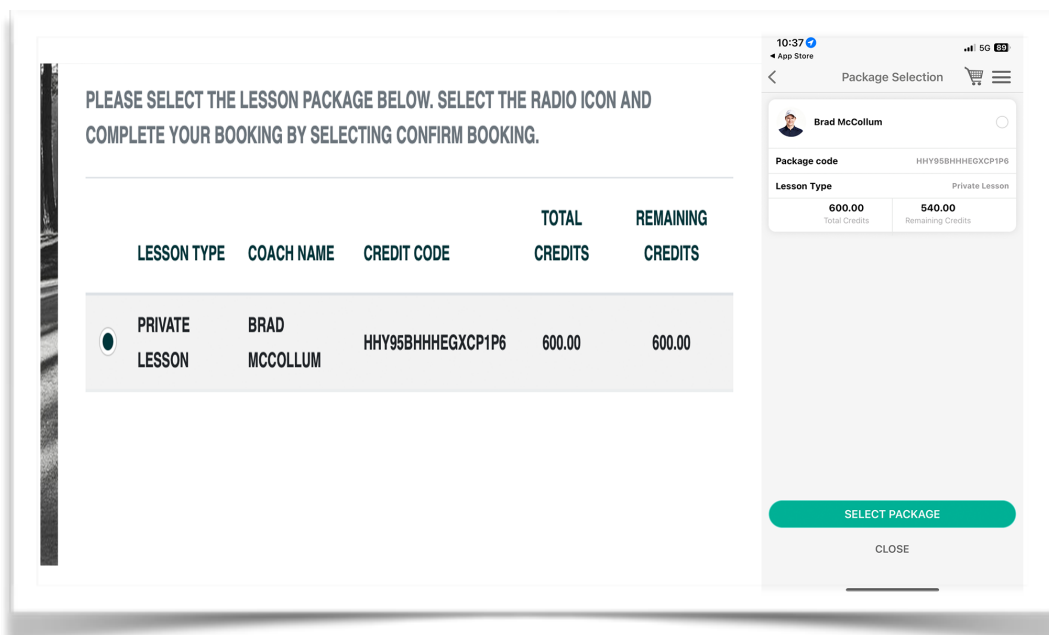 PLEASE SELECT THE LESSON PACKAGE BELOW. SELECT THE RADIO ICON AND
COMPLETE YOUR BOOKING BY SELECTING CONFIRM BOOKING.
TOTAL REMAINING
LESSON TYPE COACH NAME CREDIT CODE CREDITS CREDITS
PRIVATE BRAD
HHY95BHHHEGXCP1P6 600.00 600.00
LESSON MCCOLLUM
10:37 5G 89
◀ App Store
Package Selection
Brad McCollum
Package code HHY95BHHHEGXCP1P6
Lesson Type Private Lesson
600.00 540.00
Total Credits Remaining Credits
SELECT PACKAGE
CLOSE